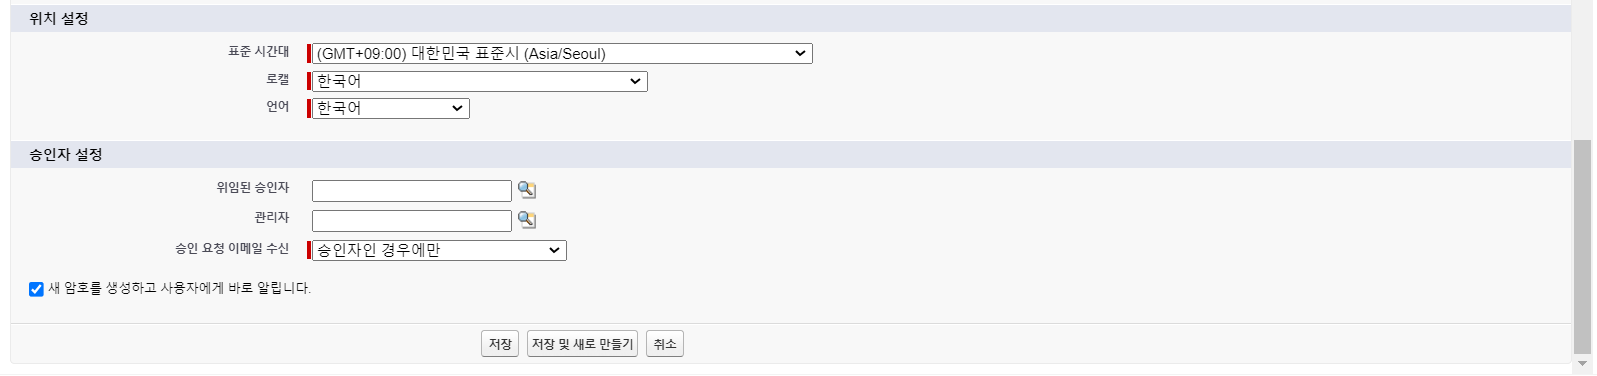 위치 설정
표준 시간대 (GMT+09:00) 대한민국 표준시 (Asia/Seoul)
로캘 한국어
언어 한국어
승인자 설정
위임된 승인자
관리자
승인 요청 이메일 수신 승인자인 경우에만
새 암호를 생성하고 사용자에게 바로 알립니다.
저장 저장 및 새로 만들기 취소